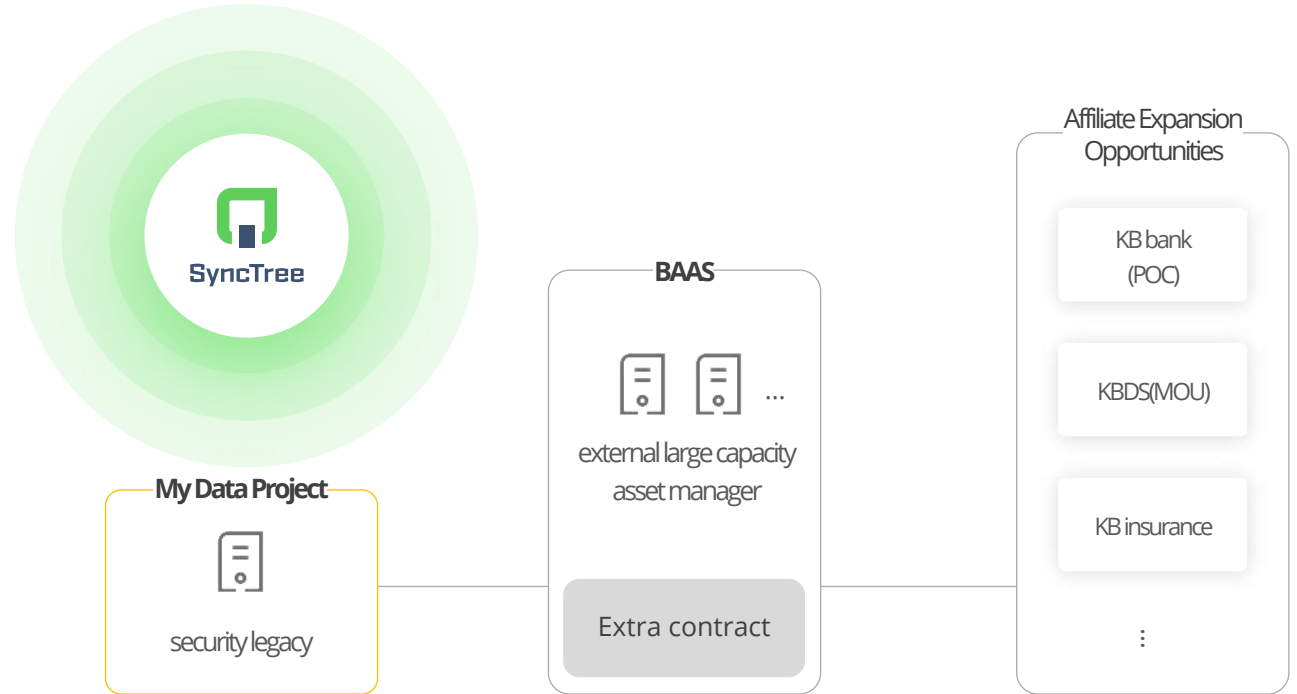 SyncTree
My Data Project
security legacy
BAAS
...
external large capacity
asset manager
Extra contract
Affiliate Expansion
Opportunities
KB bank
(POC)
KBDS(MOU)
KB insurance
⋮